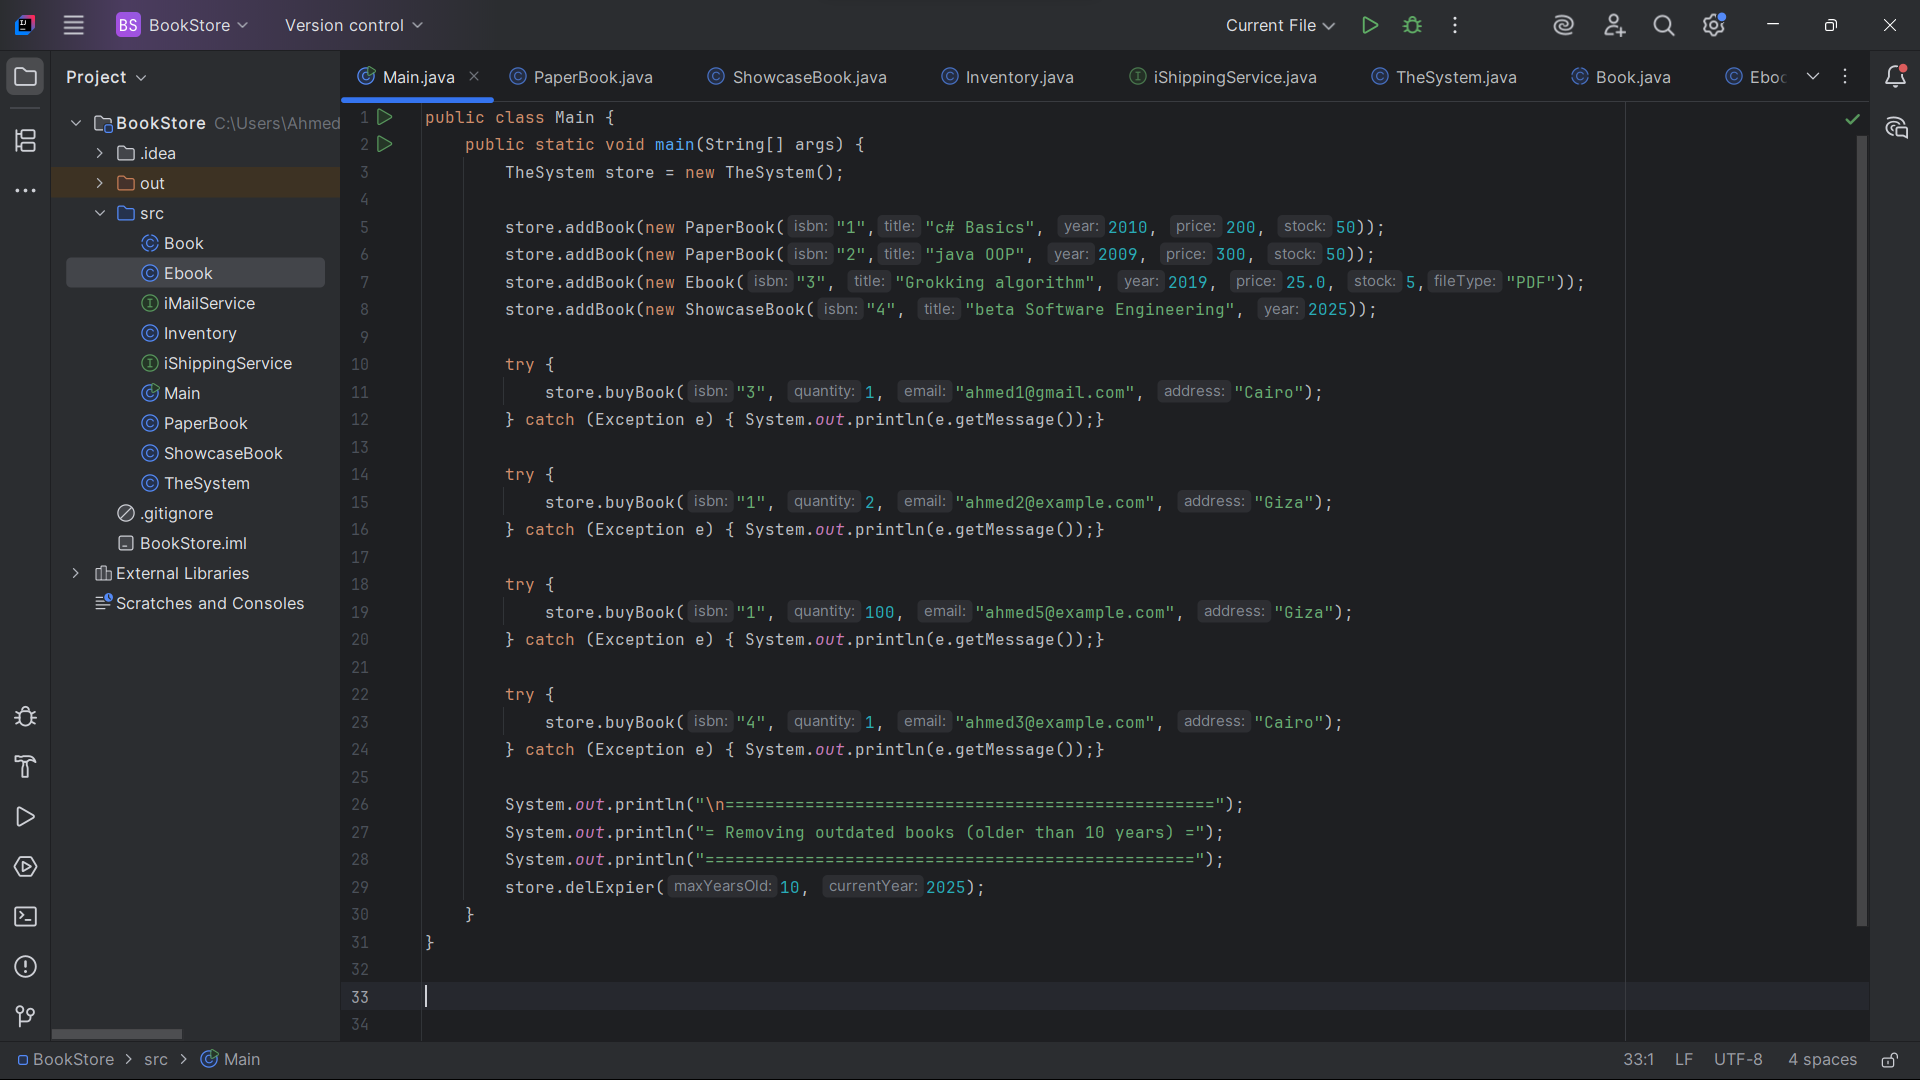 BS BookStore Version control Current File
Project
Main.java PaperBook.java ShowcaseBook.java Inventory.java iShippingService.java TheSystem.java Book.java Eboo
BookStore C:\Users\Ahmed
.idea
out
src
Book
Ebook
iMailService
Inventory
iShippingService
Main
PaperBook
ShowcaseBook
TheSystem
.gitignore
BookStore.iml
External Libraries
Scratches and Consoles
1 public class Main {
2 public static void main(String[] args) {
3 TheSystem store = new TheSystem();
4
5 store.addBook(new PaperBook( isbn: "1", title: "c# Basics", year: 2010, price: 200, stock: 50));
6 store.addBook(new PaperBook( isbn: "2", title: "java OOP", year: 2009, price: 300, stock: 50));
7 store.addBook(new Ebook( isbn: "3", title: "Grokking algorithm", year: 2019, price: 25.0, stock: 5, fileType: "PDF"));
8 store.addBook(new ShowcaseBook( isbn: "4", title: "beta Software Engineering", year: 2025));
9
10 try {
11 store.buyBook( isbn: "3", quantity: 1, email: "ahmed1@gmail.com", address: "Cairo");
12 } catch (Exception e) { System.out.println(e.getMessage());}
13
14 try {
15 store.buyBook( isbn: "1", quantity: 2, email: "ahmed2@example.com", address: "Giza");
16 } catch (Exception e) { System.out.println(e.getMessage());}
17
18 try {
19 store.buyBook( isbn: "1", quantity: 100, email: "ahmed5@example.com", address: "Giza");
20 } catch (Exception e) { System.out.println(e.getMessage());}
21
22 try {
23 store.buyBook( isbn: "4", quantity: 1, email: "ahmed3@example.com", address: "Cairo");
24 } catch (Exception e) { System.out.println(e.getMessage());}
25
26 System.out.println("\n=================================================");
27 System.out.println("= Removing outdated books (older than 10 years) =");
28 System.out.println("=================================================");
29 store.delExpier( maxYearsOld: 10, currentYear: 2025);
30 }
31 }
32
33
34
BookStore > src > Main 33:1 LF UTF-8 4 spaces